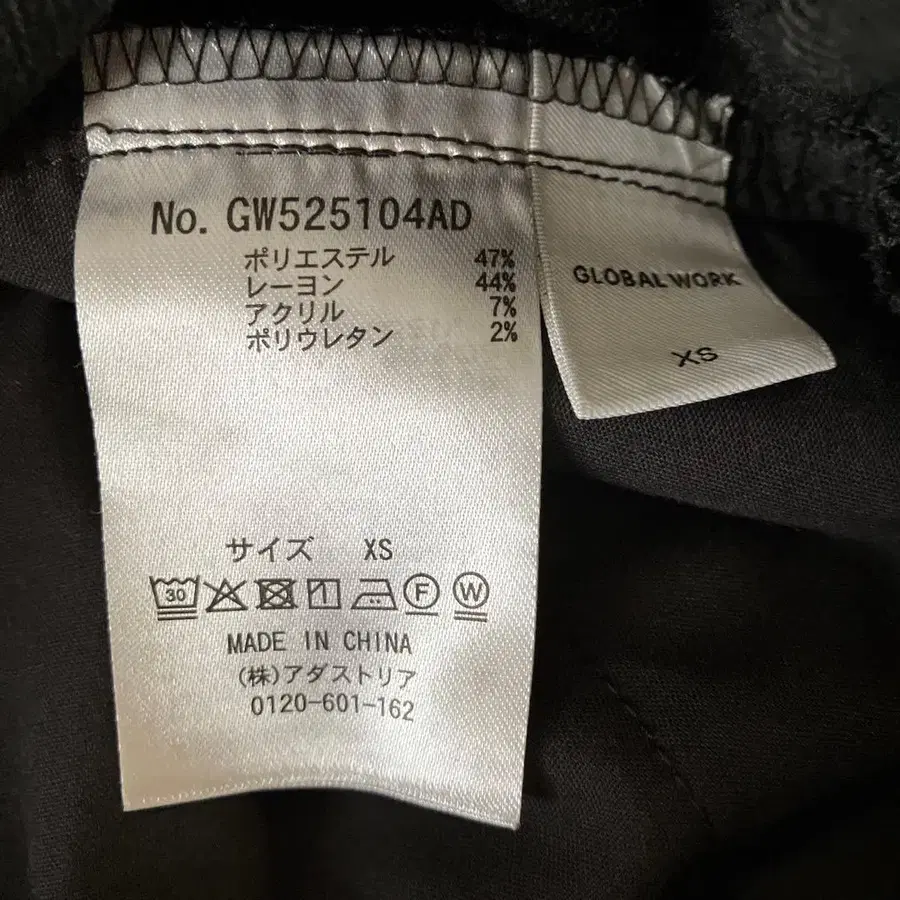 No. GW525104AD
ポリエステル 47%
レーヨン 44%
アクリル 7%
ポリウレタン 2%
サイズ XS
30
F W
MADE IN CHINA
(株)アダストリア
0120-601-162
GLOBAL WORK
XS